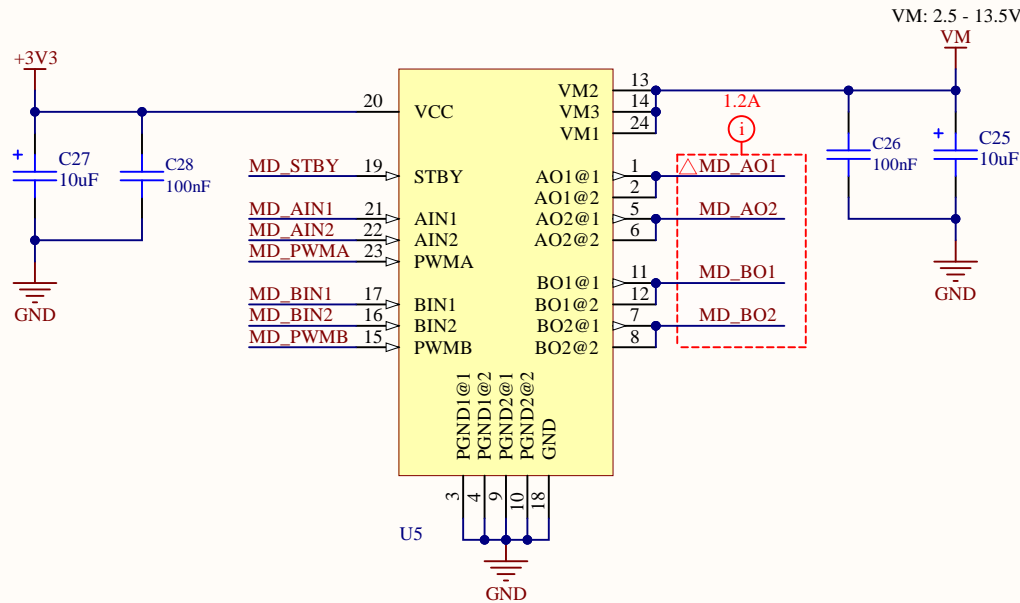 VM: 2.5 - 13.5V
VM
+3V3
20
VCC
C27
10uF
+
C28
100nF
GND
MD_STBY
19
STBY
MD_AIN1
21
AIN1
MD_AIN2
22
AIN2
MD_PWMA
23
PWMA
MD_BIN1
17
BIN1
MD_BIN2
16
BIN2
MD_PWMB
15
PWMB
VM2
13
VM3
14
VM1
24
AO1@1
1
MD_AO1
AO1@2
2
AO2@1
5
MD_AO2
AO2@2
6
BO1@1
11
MD_BO1
BO1@2
12
BO2@1
7
MD_BO2
BO2@2
8
1.2A
i
C26
100nF
+
C25
10uF
GND
PGND1@1
PGND1@2
PGND2@1
PGND2@2
GND
3
4
9
10
18
U5
GND